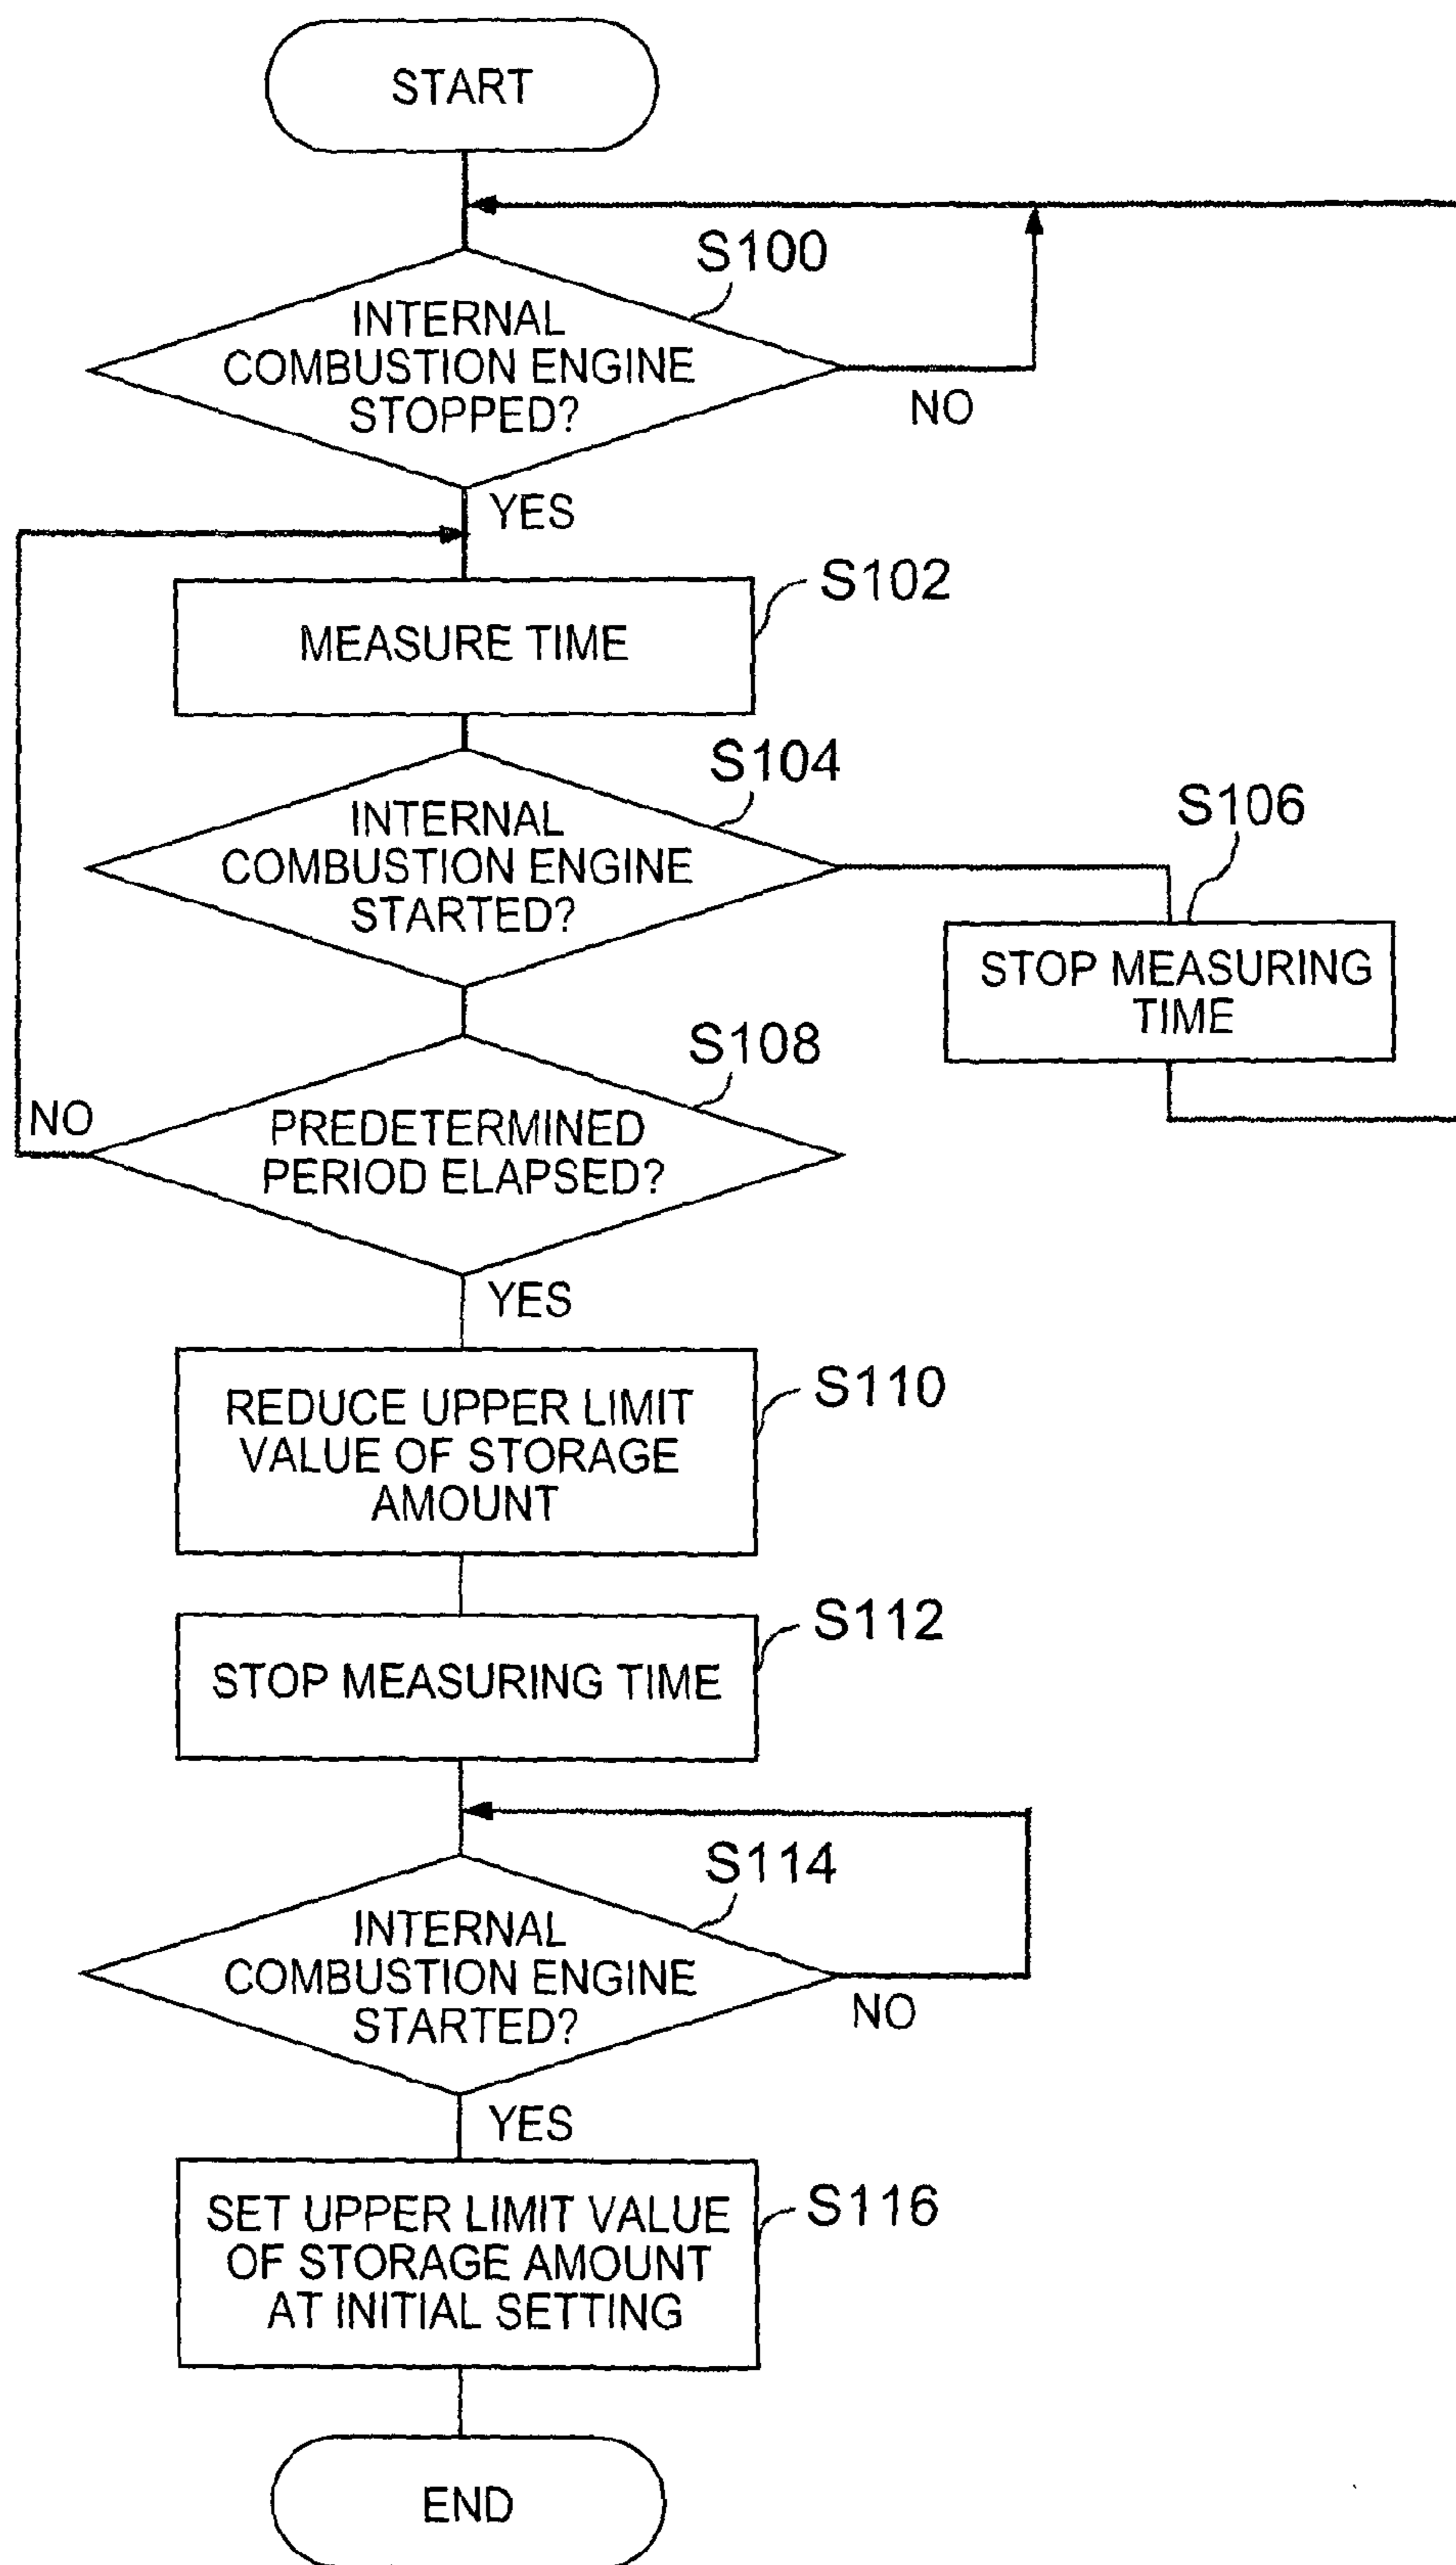 START
S100
INTERNAL
COMBUSTION ENGINE
STOPPED?
NO
YES
S102
MEASURE TIME
S104
INTERNAL
COMBUSTION ENGINE
STARTED?
S106
STOP MEASURING
TIME
S108
NO
PREDETERMINED
PERIOD ELAPSED?
YES
S110
REDUCE UPPER LIMIT
VALUE OF STORAGE
AMOUNT
S112
STOP MEASURING TIME
S114
INTERNAL
COMBUSTION ENGINE
STARTED?
NO
YES
S116
SET UPPER LIMIT VALUE
OF STORAGE AMOUNT
AT INITIAL SETTING
END